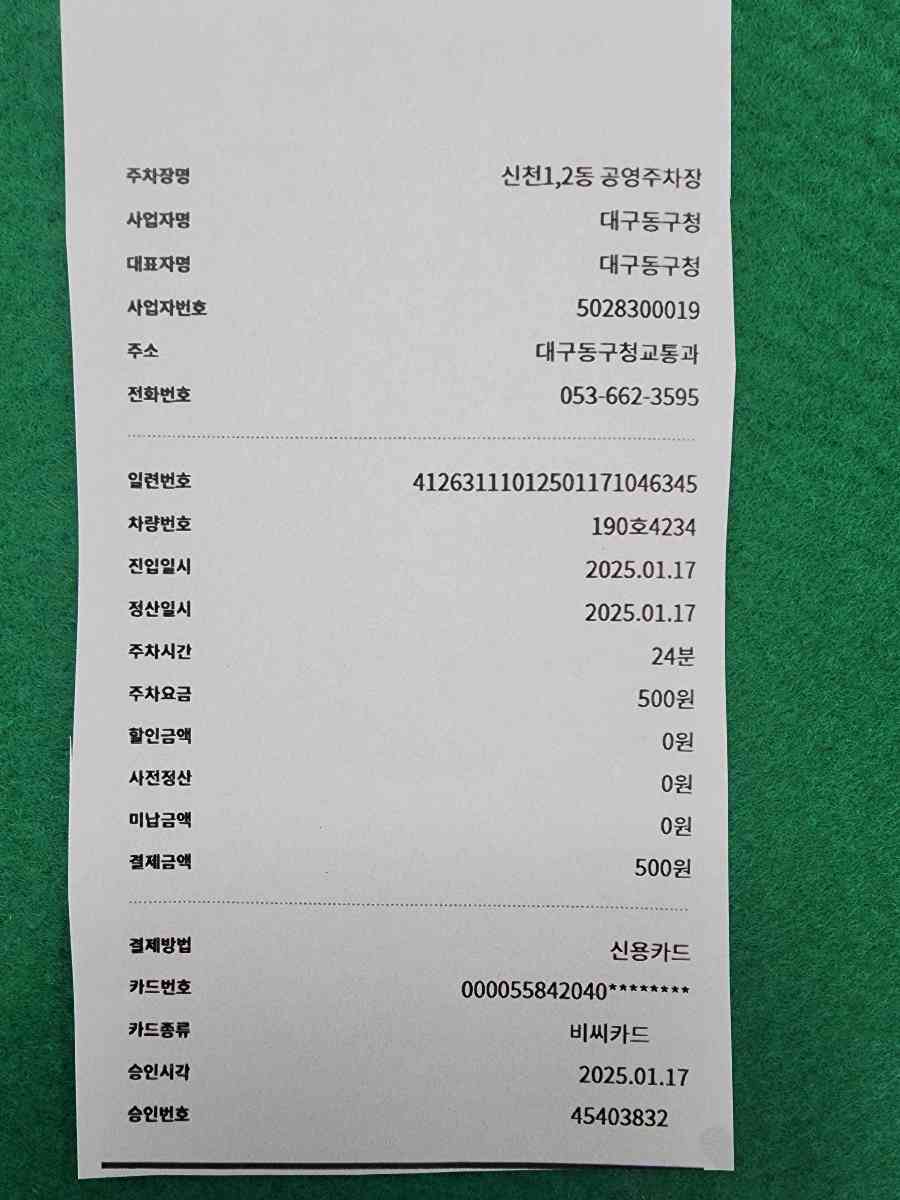 주차장명 신천1,2동 공영주차장
사업자명 대구동구청
대표자명 대구동구청
사업자번호 5028300019
주소 대구동구청교통과
전화번호 053-662-3595
일련번호 41263111012501171046345
차량번호 190호4234
진입일시 2025.01.17
정산일시 2025.01.17
주차시간 24분
주차요금 500원
할인금액 0원
사전정산 0원
미납금액 0원
결제금액 500원
결제방법 신용카드
카드번호 000055842040********
카드종류 비씨카드
승인시각 2025.01.17
승인번호 45403832